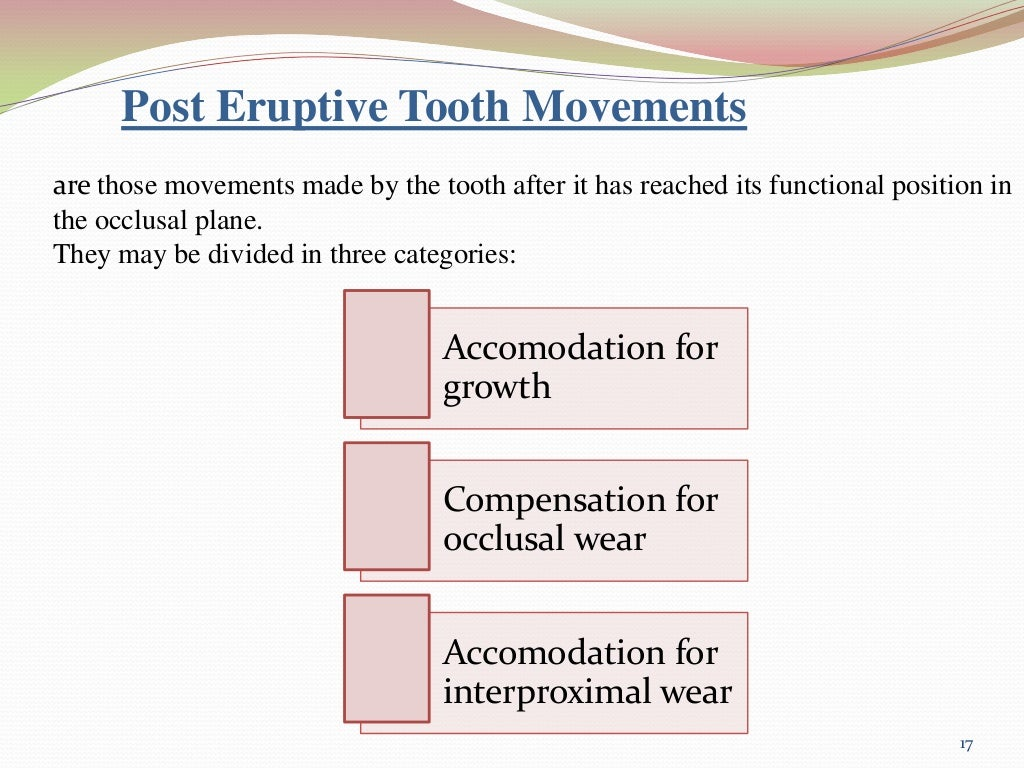 Post Eruptive Tooth Movements
are those movements made by the tooth after it has reached its functional position in
the occlusal plane.
They may be divided in three categories:
Accomodation for
growth
Compensation for
occlusal wear
Accomodation for
interproximal wear
17